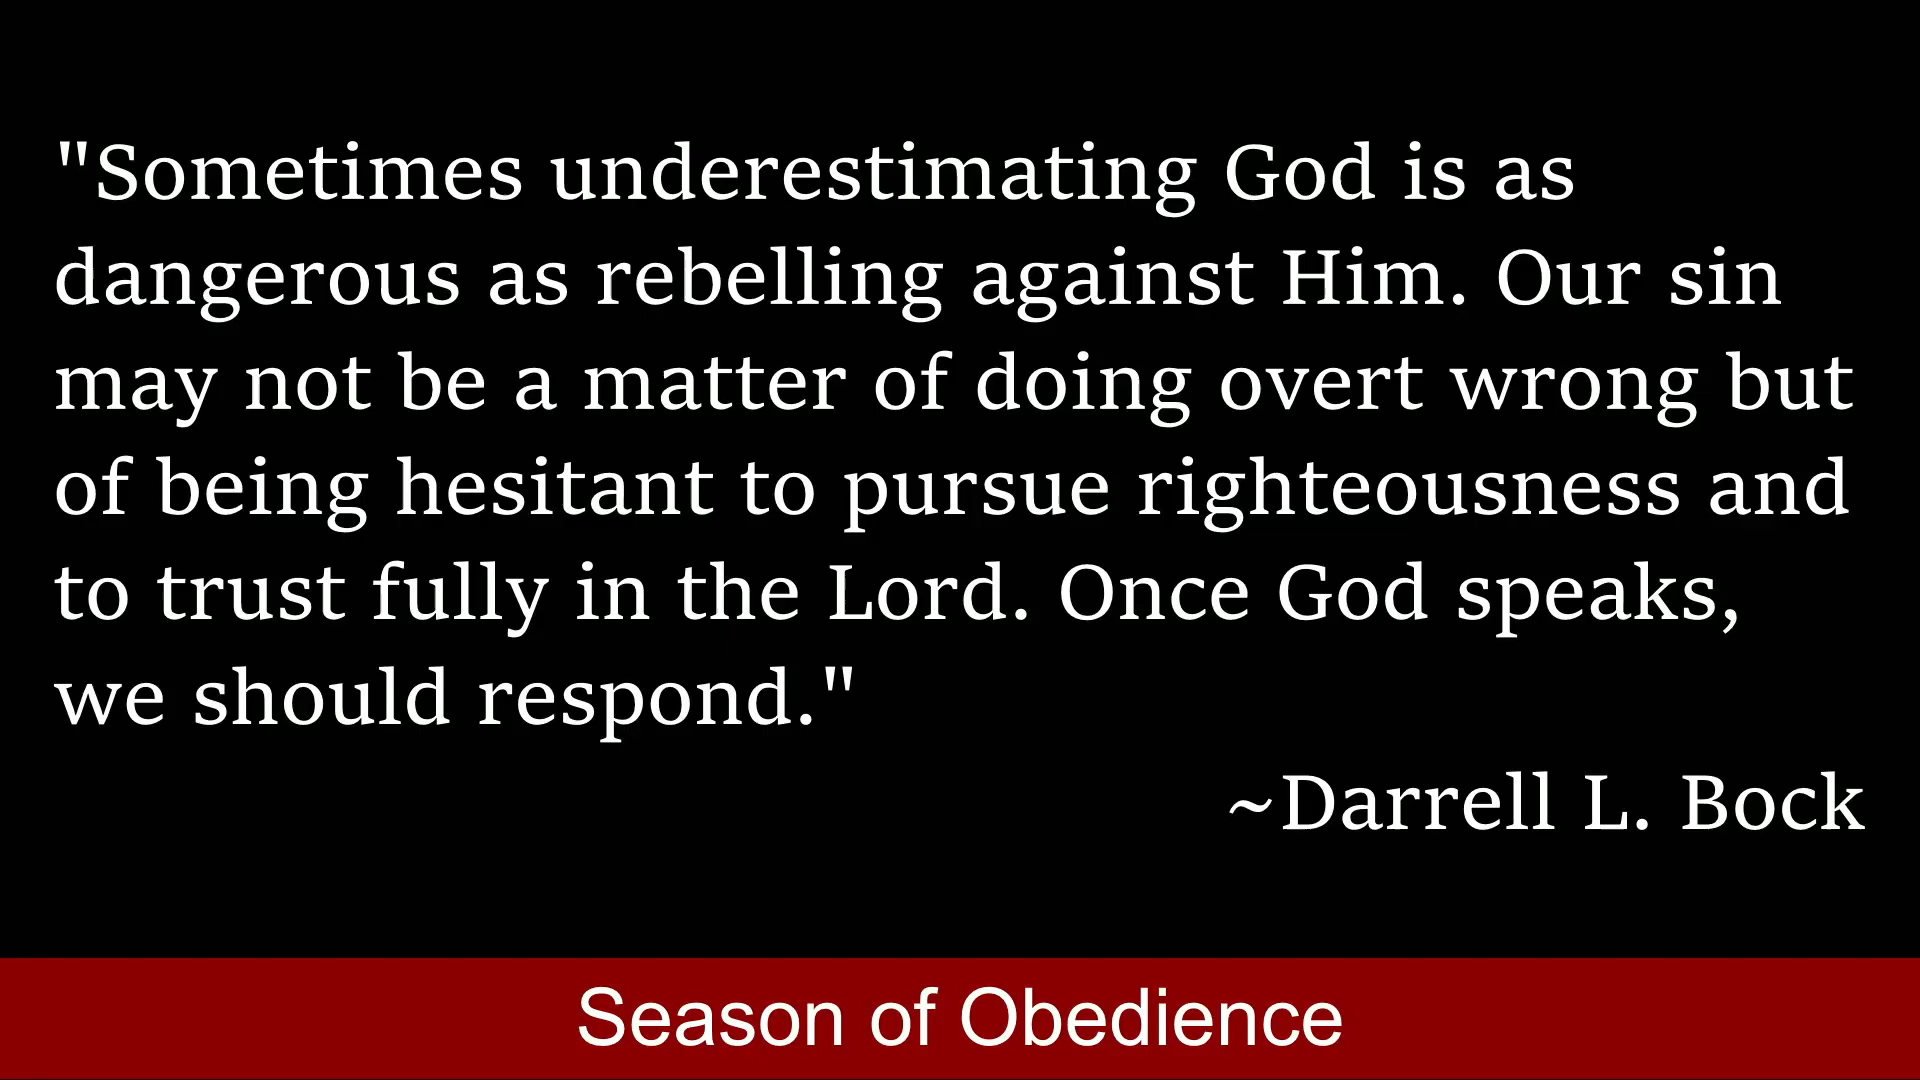 "Sometimes underestimating God is as
dangerous as rebelling against Him. Our sin
may not be a matter of doing overt wrong but
of being hesitant to pursue righteousness and
to trust fully in the Lord. Once God speaks,
we should respond."
~Darrell L. Bock
Season of Obedience